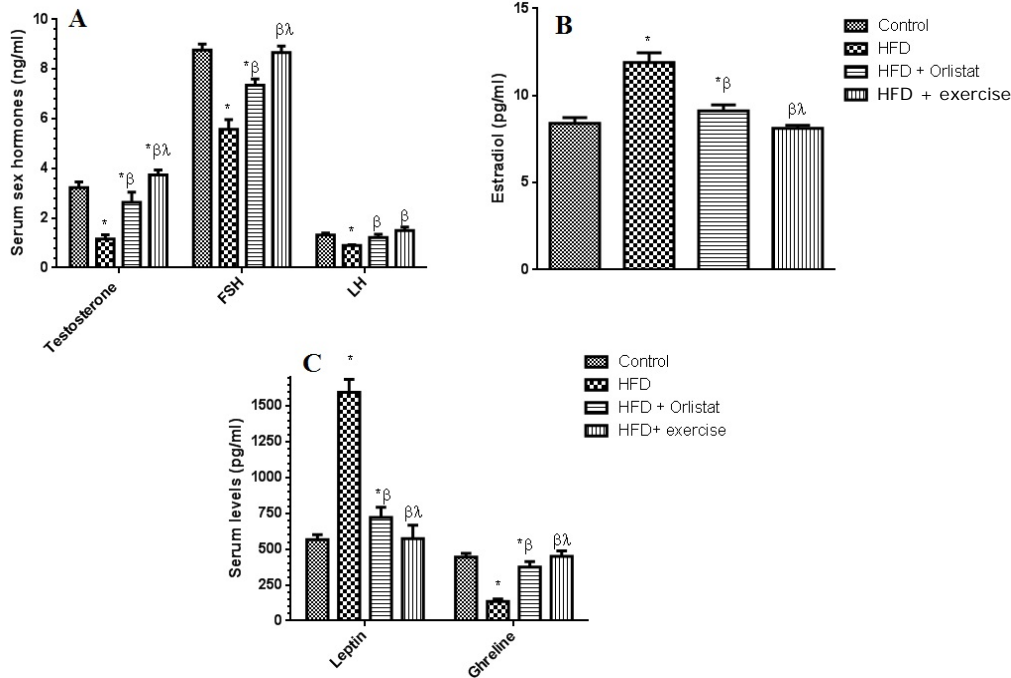 A
Serum sex hormones (ng/ml)
10
8
6
4
2
0
*
*β
*βλ
*
*β
βλ
*
β
β
Testosterone
FSH
LH
B
Estradiol (pg/ml)
15
10
5
0
*
*β
βλ
Control
HFD
HFD + Orlistat
HFD + exercise
C
Serum levels (pg/ml)
1500
1250
1000
750
500
250
0
*
*β
βλ
*
*β
βλ
Leptin
Ghreline
Control
HFD
HFD + Orlistat
HFD+ exercise